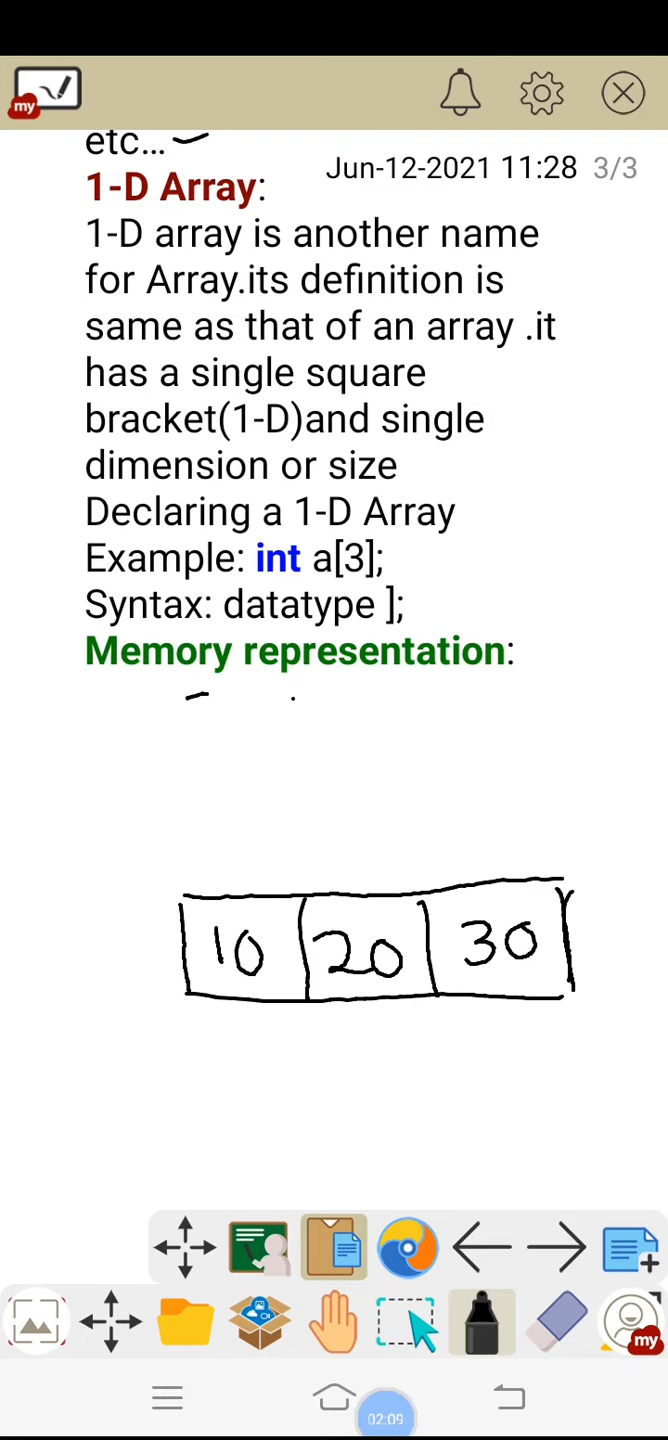 my
etc...
Jun-12-2021 11:28 3/3
1-D Array:
1-D array is another name
for Array.its definition is
same as that of an array .it
has a single square
bracket(1-D)and single
dimension or size
Declaring a 1-D Array
Example: int a[3];
Syntax: datatype ];
Memory representation:
10 20 30
my
02:09